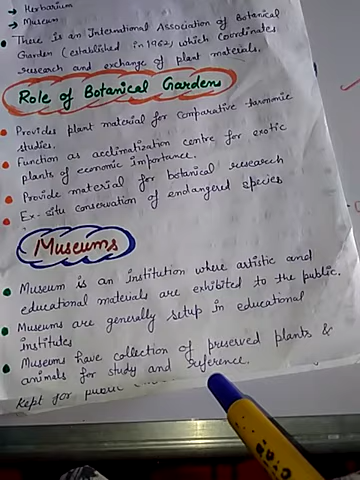 → Herbarium
→ Museum
• There is an International Association of Botanical
Garden (established in 1962, which coordinates
research and exchange of plant materials.
Role of Botanical Gardens
• Provides plant material for comparative taxonomic
studies.
• Function as acclimatization centre for exotic
plants of economic importance.
• Provide material for botanical research
• Ex-situ conservation of endangered species
Museums
• Museum is an institution where artistic and
educational materials are exhibited to the public.
• Museums are generally setup in educational
institutes
• Museums have collection of preserved plants &
animals for study and reference.
Kept for public